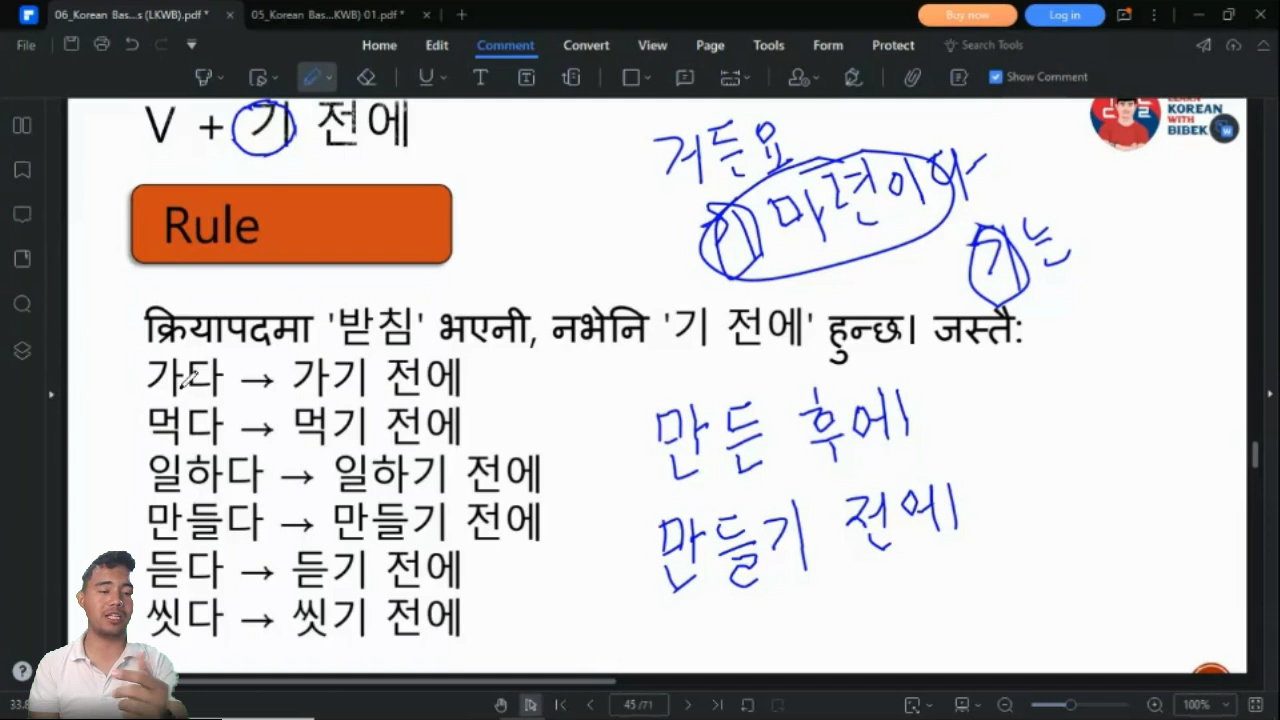 06_Korean Bas...s (LKWB).pdf *
05_Korean Bas...KWB) 01.pdf *
Buy now
Log in
File
Home
Edit
Comment
Convert
View
Page
Tools
Form
Protect
Search Tools
Show Comment
V + 기 전에
KOREAN
WITH
BIBEK
거든요
기 마련이다
기는
Rule
क्रियापदमा '받침' भएनी, नभेनि '기 전에' हुन्छ। जस्तै:
가다 → 가기 전에
먹다 → 먹기 전에
일하다 → 일하기 전에
만들다 → 만들기 전에
듣다 → 듣기 전에
씻다 → 씻기 전에
만든 후에
만들기 전에
45/71
100%